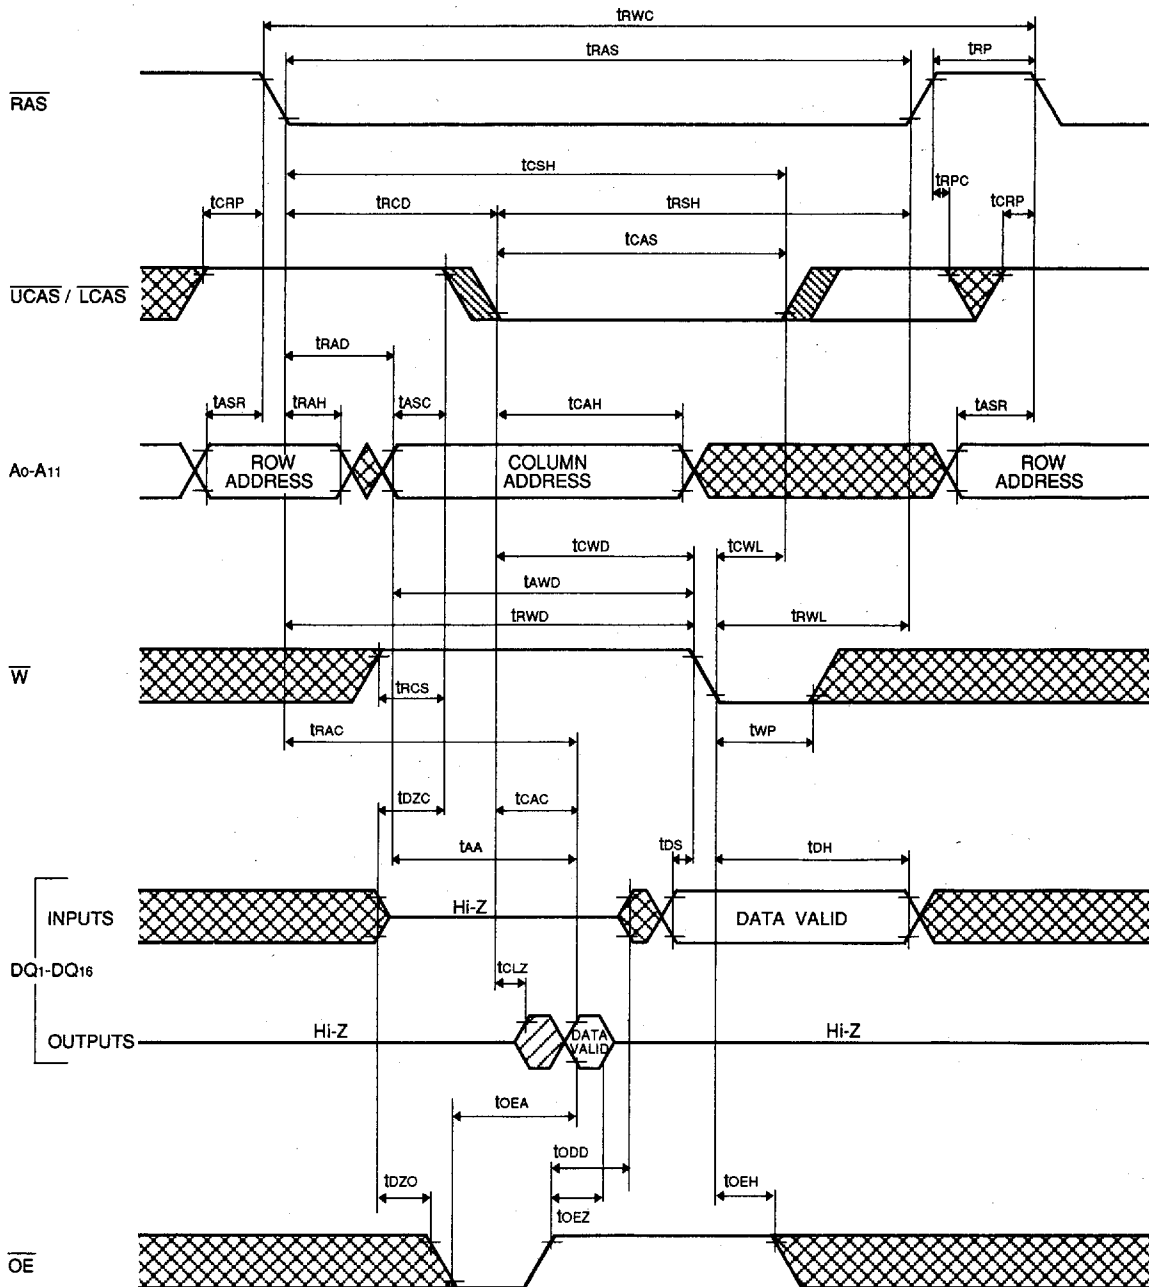 tRWC
tRAS
tRP
RAS
tCSH
tRPC
tCRP
tRCD
tRSH
tCRP
tCAS
UCAS / LCAS
tRAD
tASR
tRAH
tASC
tCAH
tASR
A0-A11
ROW ADDRESS
COLUMN ADDRESS
ROW ADDRESS
tCWD
tCWL
tAWD
tRWD
tRWL
W
tRCS
tRAC
tWP
tDZC
tCAC
tAA
tDS
tDH
INPUTS
Hi-Z
DATA VALID
DQ1-DQ16
tCLZ
OUTPUTS
Hi-Z
DATA VALID
Hi-Z
tOEA
tODD
tDZO
tOEZ
tOEH
OE